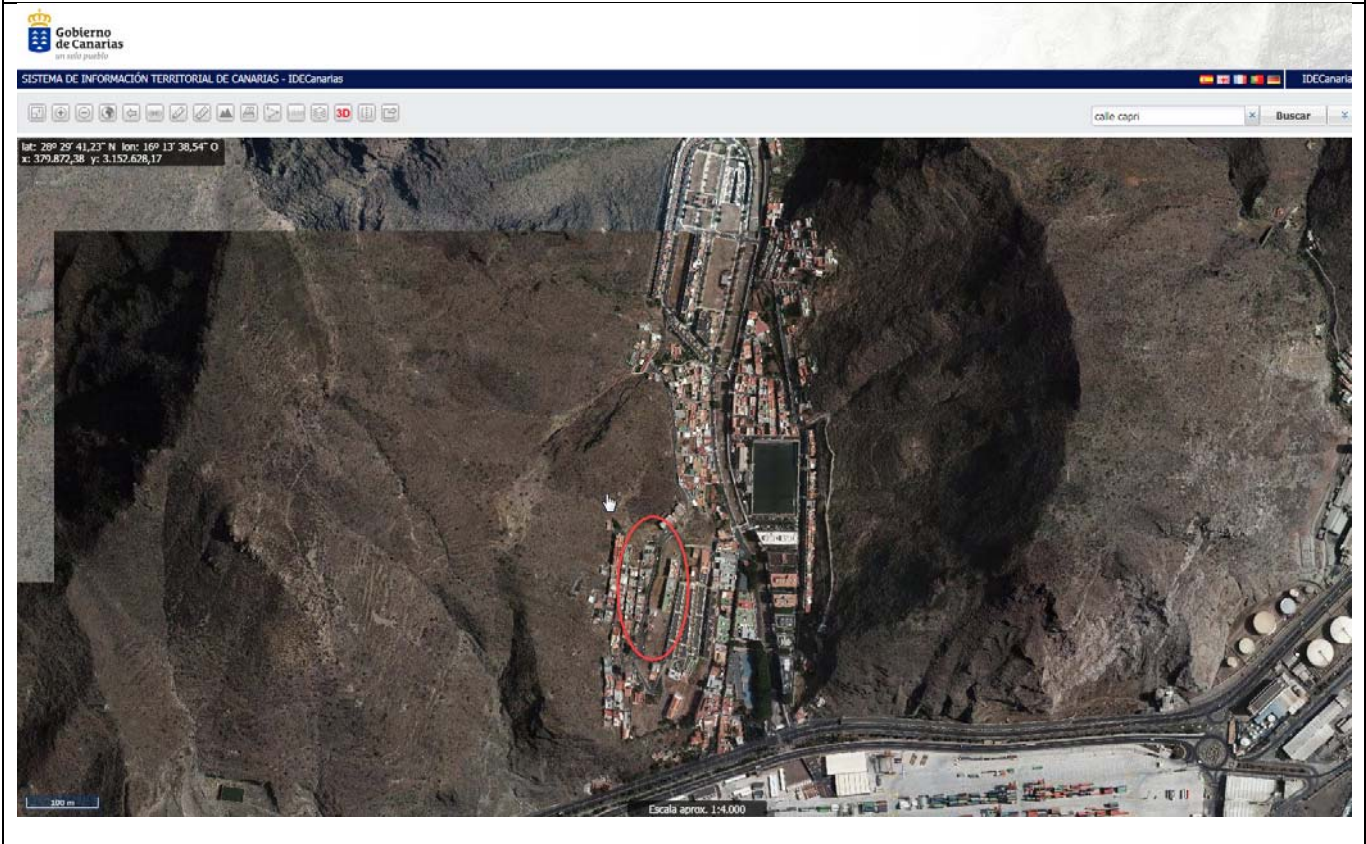 Gobierno
de Canarias
un solo pueblo
SISTEMA DE INFORMACIÓN TERRITORIAL DE CANARIAS - IDECanarias
IDECanaria
3D
calle capri
Buscar
lat: 28º 29' 41,23" N lon: 16º 13' 38,54" O
x: 379.872,38 y: 3.152.628,17
100 m
Escala aprox. 1:4.000